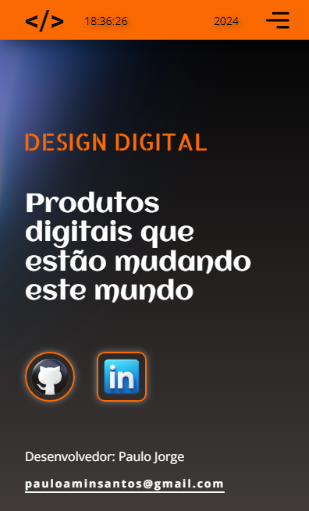 </> 18:36:26 2024
DESIGN DIGITAL
Produtos
digitais que
estão mudando
este mundo
in
Desenvolvedor: Paulo Jorge
pauloaminsantos@gmail.com